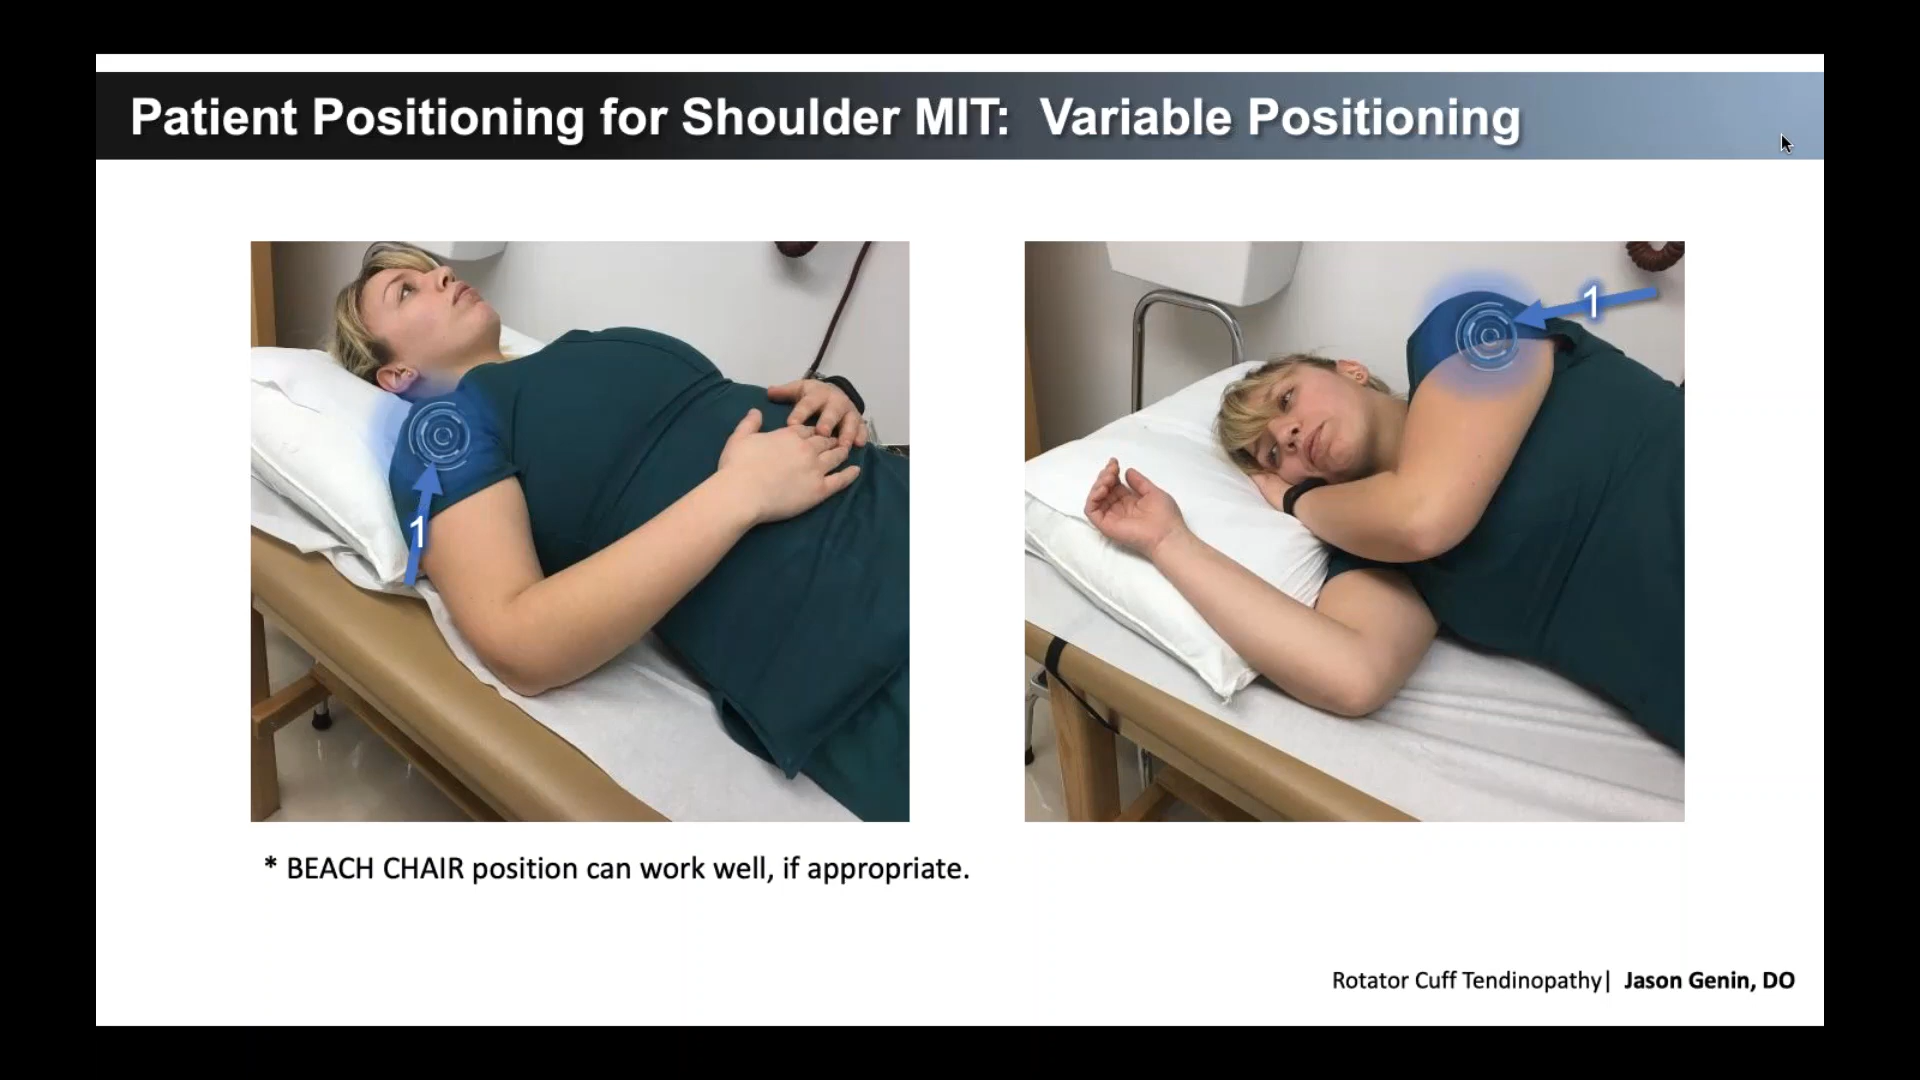 Patient Positioning for Shoulder MIT:  Variable Positioning
1
1
* BEACH CHAIR position can work well, if appropriate.
Rotator Cuff Tendinopathy|  Jason Genin, DO